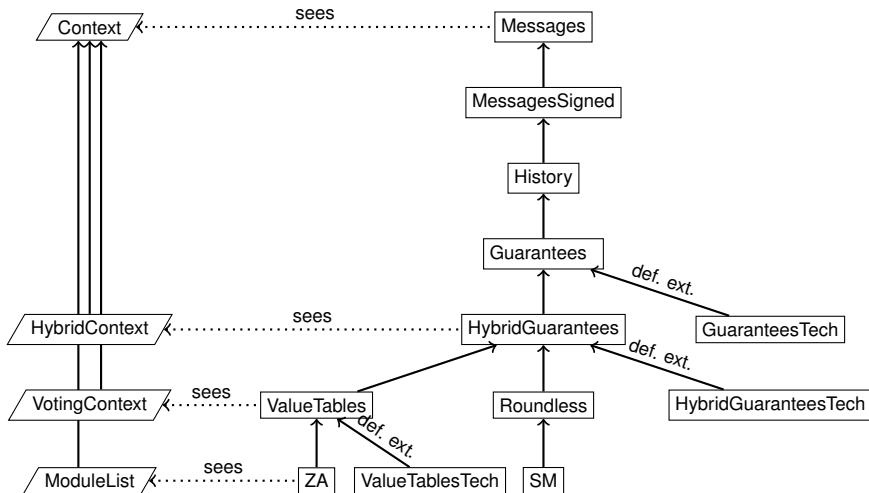 Context
sees
Messages
MessagesSigned
History
Guarantees
def. ext.
HybridContext
sees
HybridGuarantees
GuaranteesTech
def. ext.
VotingContext
sees
ValueTables
Roundless
HybridGuaranteesTech
def. ext.
ModuleList
sees
ZA
ValueTablesTech
SM